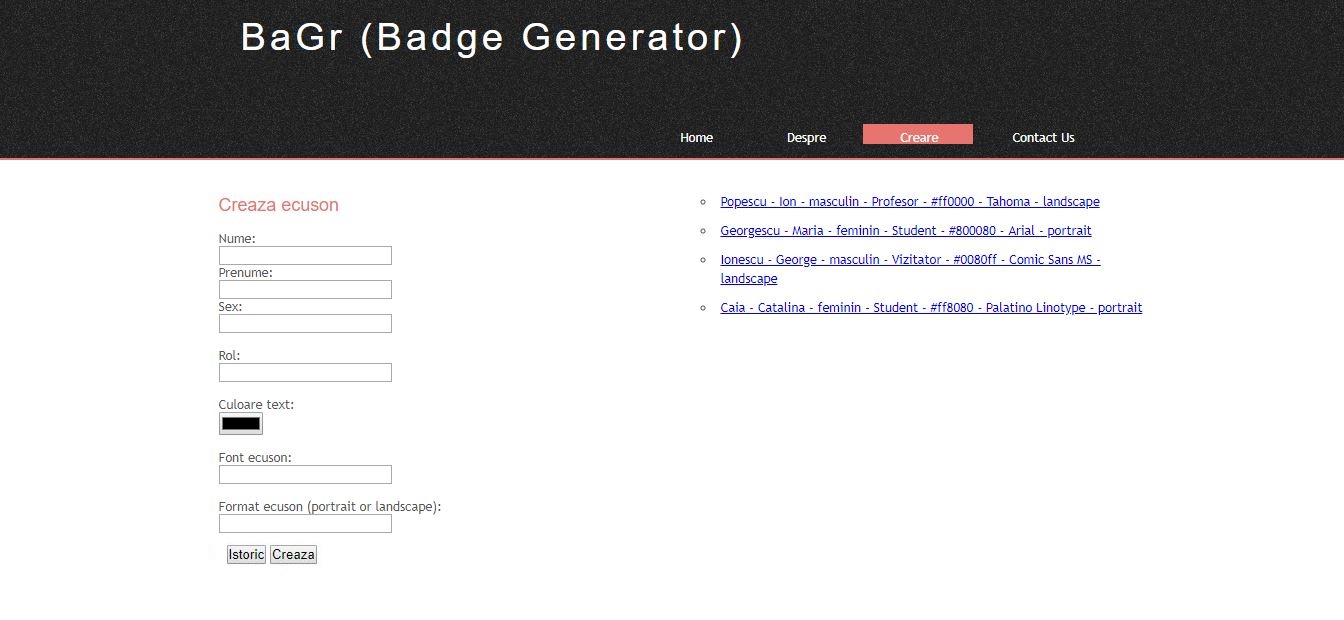 BaGr (Badge Generator)
Home Despre Creare Contact Us
Creaza ecuson
Nume:
Prenume:
Sex:
Rol:
Culoare text:
Font ecuson:
Format ecuson (portrait or landscape):
Istoric Creaza
Popescu - Ion - masculin - Profesor - #ff0000 - Tahoma - landscape
Georgescu - Maria - feminin - Student - #800080 - Arial - portrait
Ionescu - George - masculin - Vizitator - #0080ff - Comic Sans MS -
landscape
Caia - Catalina - feminin - Student - #ff8080 - Palatino Linotype - portrait